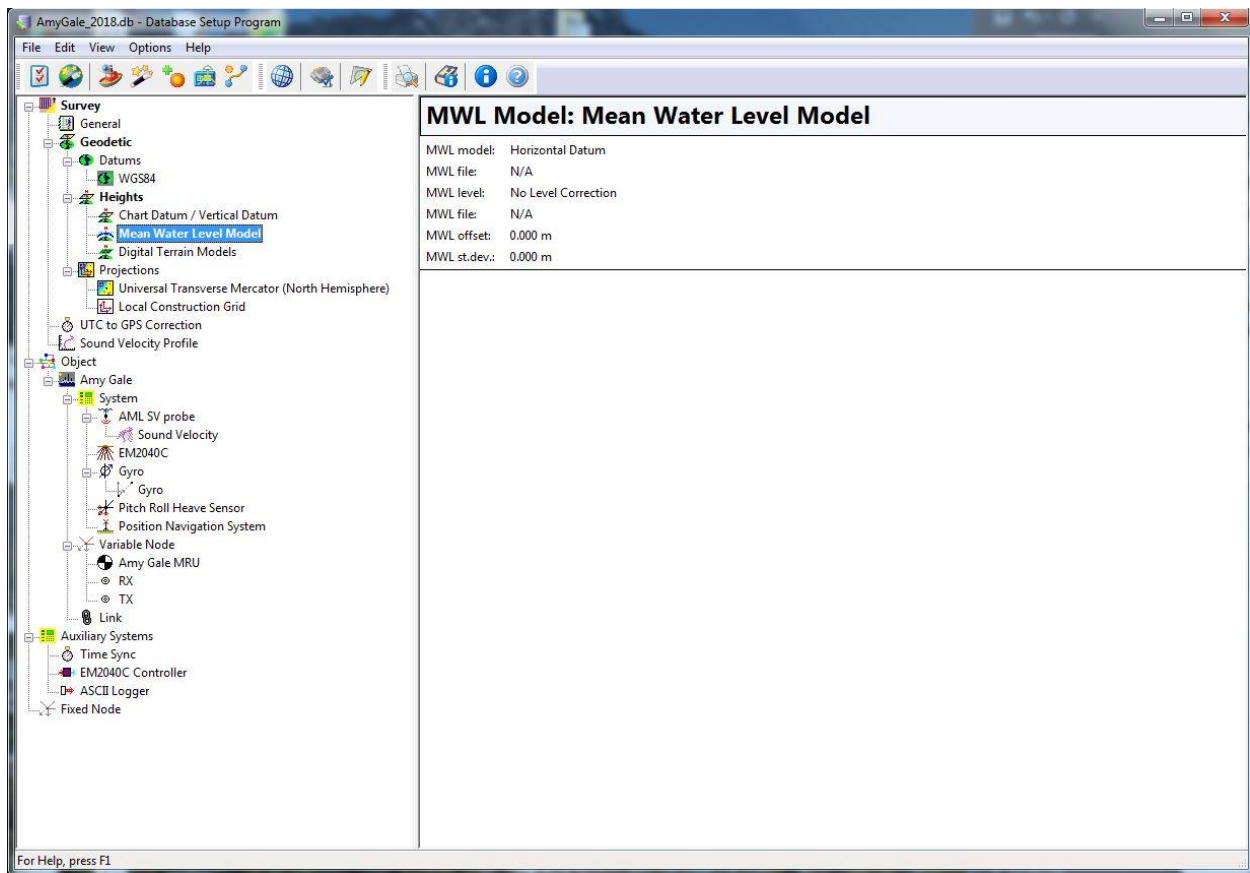 AmyGale_2018.db - Database Setup Program
File Edit View Options Help
Survey
General
Geodetic
Datums
WGS84
Heights
Chart Datum / Vertical Datum
Mean Water Level Model
Digital Terrain Models
Projections
Universal Transverse Mercator (North Hemisphere)
Local Construction Grid
UTC to GPS Correction
Sound Velocity Profile
Object
Amy Gale
System
AML SV probe
Sound Velocity
EM2040C
Gyro
Gyro
Pitch Roll Heave Sensor
Position Navigation System
Variable Node
Amy Gale MRU
RX
TX
Link
Auxiliary Systems
Time Sync
EM2040C Controller
ASCII Logger
Fixed Node
MWL Model: Mean Water Level Model
MWL model: Horizontal Datum
MWL file: N/A
MWL level: No Level Correction
MWL file: N/A
MWL offset: 0.000 m
MWL st.dev.: 0.000 m
For Help, press F1